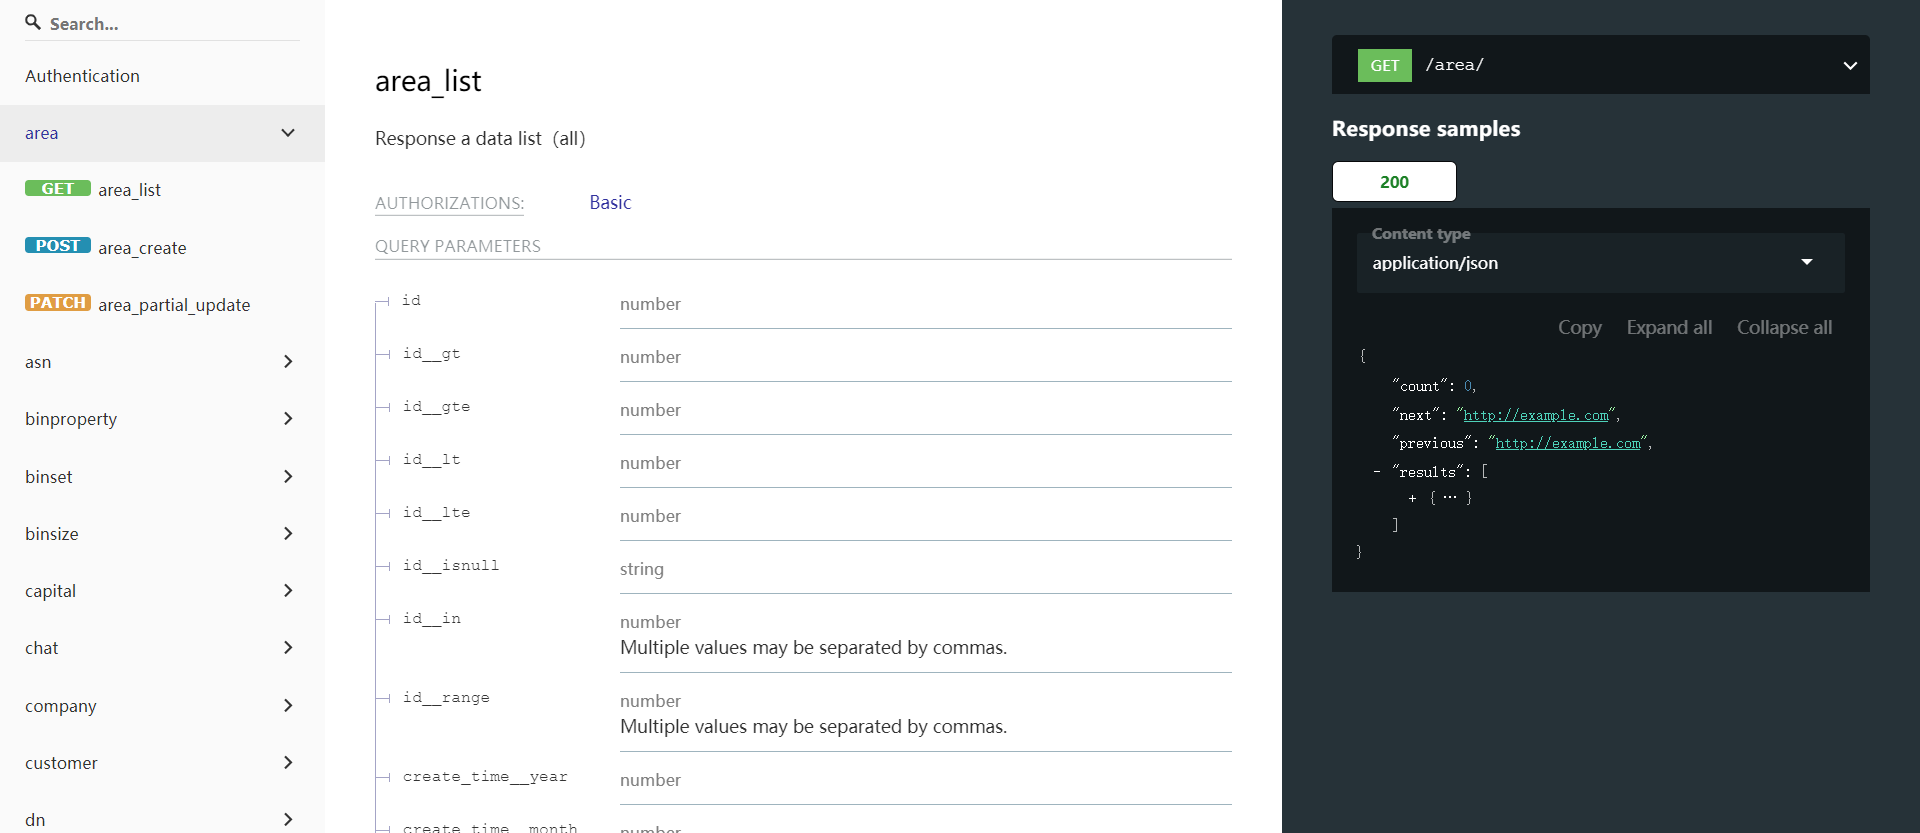 Search...
Authentication
area
GET area_list
POST area_create
PATCH area_partial_update
asn
binproperty
binset
binsize
capital
chat
company
customer
dn
area_list
Response a data list（all）
AUTHORIZATIONS: Basic
QUERY PARAMETERS
id number
id__gt number
id__gte number
id__lt number
id__lte number
id__isnull string
id__in number
Multiple values may be separated by commas.
id__range number
Multiple values may be separated by commas.
create_time__year number
create_time__month number
GET /area/
Response samples
200
Content type
application/json
Copy Expand all Collapse all
{
"count": 0,
"next": "http://example.com",
"previous": "http://example.com",
- "results": [
+ { ... }
]
}